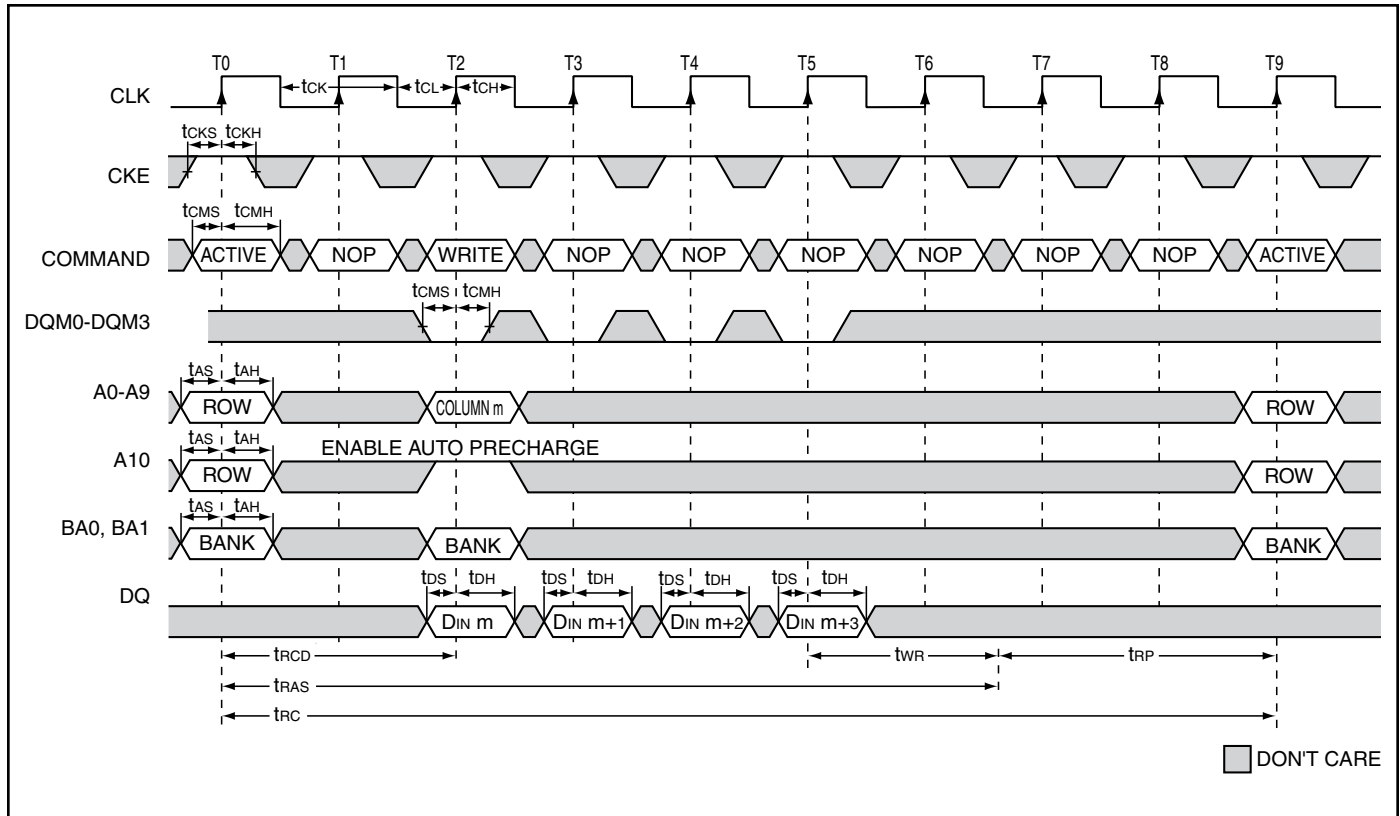 T0 T1 T2 T3 T4 T5 T6 T7 T8 T9
CLK tCK tCL tCH
tCKS tCKH
CKE
tCMS tCMH
COMMAND ACTIVE NOP WRITE NOP NOP NOP NOP NOP NOP ACTIVE
tCMS tCMH
DQM0-DQM3
tAS tAH
A0-A9 ROW COLUMN m ROW
tAS tAH ENABLE AUTO PRECHARGE
A10 ROW ROW
tAS tAH
BA0, BA1 BANK BANK BANK
tDS tDH tDS tDH tDS tDH tDS tDH
DQ DIN m DIN m+1 DIN m+2 DIN m+3
tRCD tWR tRP
tRAS
tRC
DON'T CARE